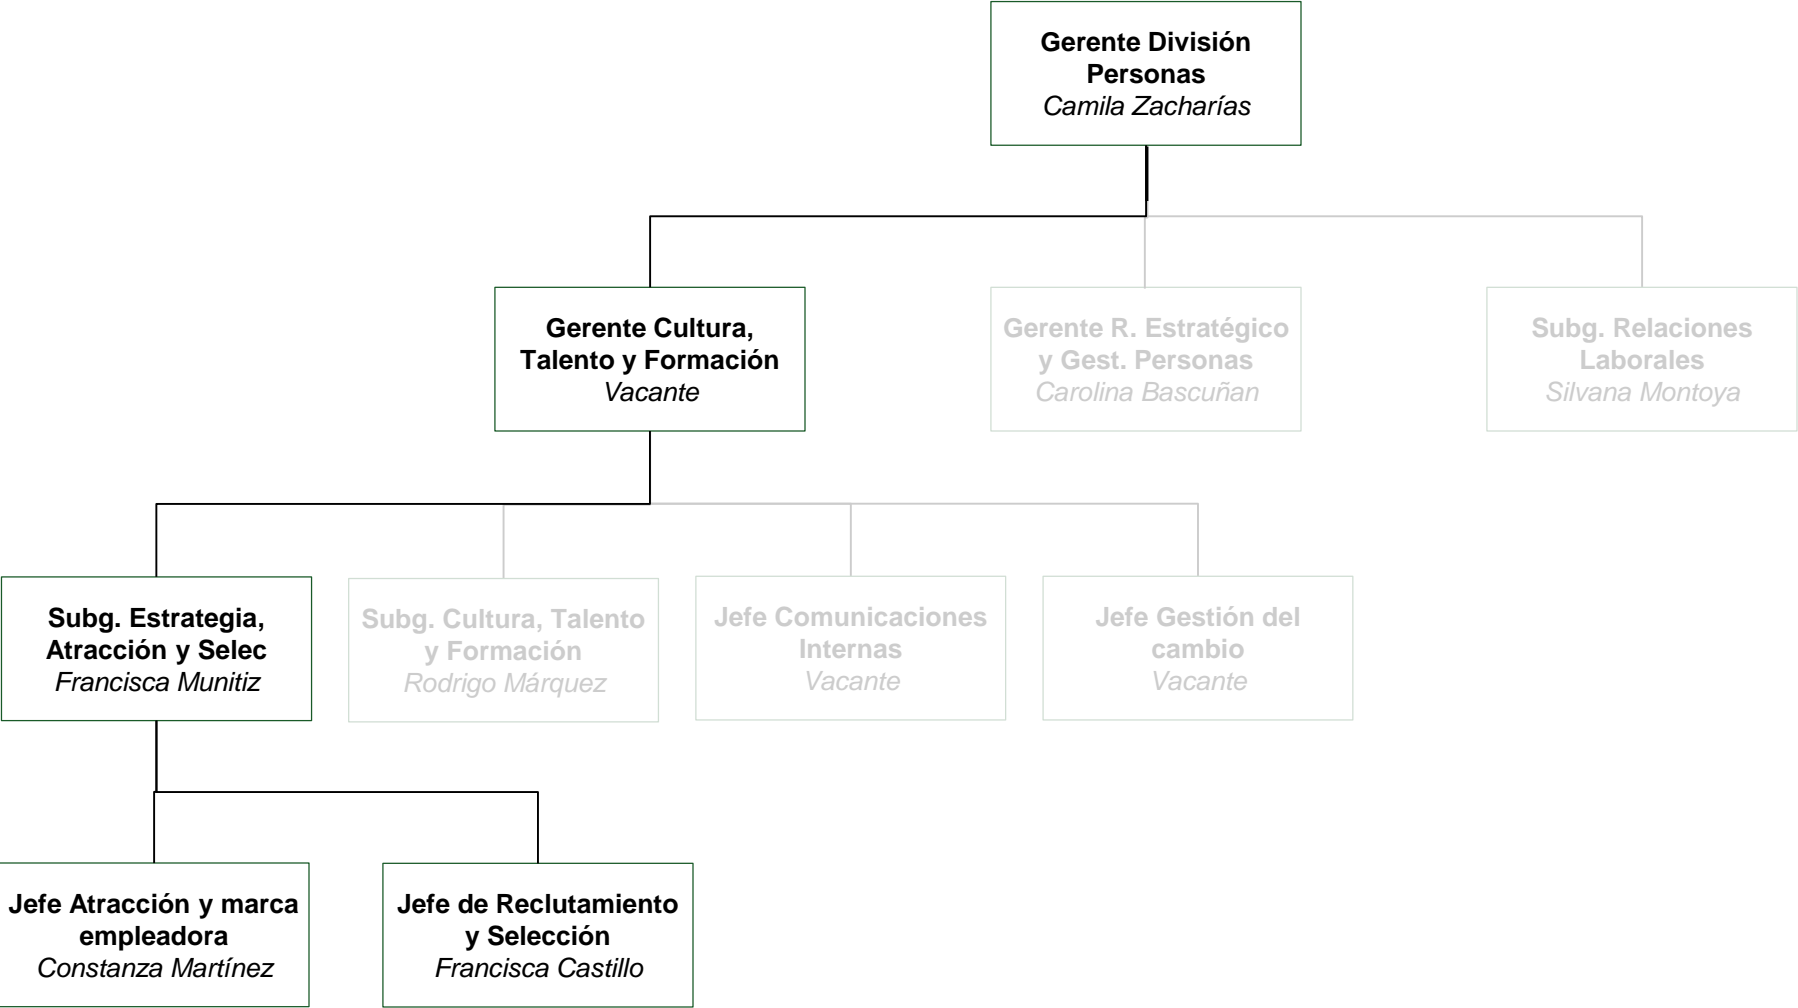 Gerente División
Personas
Camila Zacharías
Gerente Cultura,
Talento y Formación
Vacante
Gerente R. Estratégico
y Gest. Personas
Carolina Bascuñan
Subg. Relaciones
Laborales
Silvana Montoya
Subg. Estrategia,
Atracción y Selec
Francisca Munitiz
Subg. Cultura, Talento
y Formación
Rodrigo Márquez
Jefe Comunicaciones
Internas
Vacante
Jefe Gestión del
cambio
Vacante
Jefe Atracción y marca
empleadora
Constanza Martínez
Jefe de Reclutamiento
y Selección
Francisca Castillo